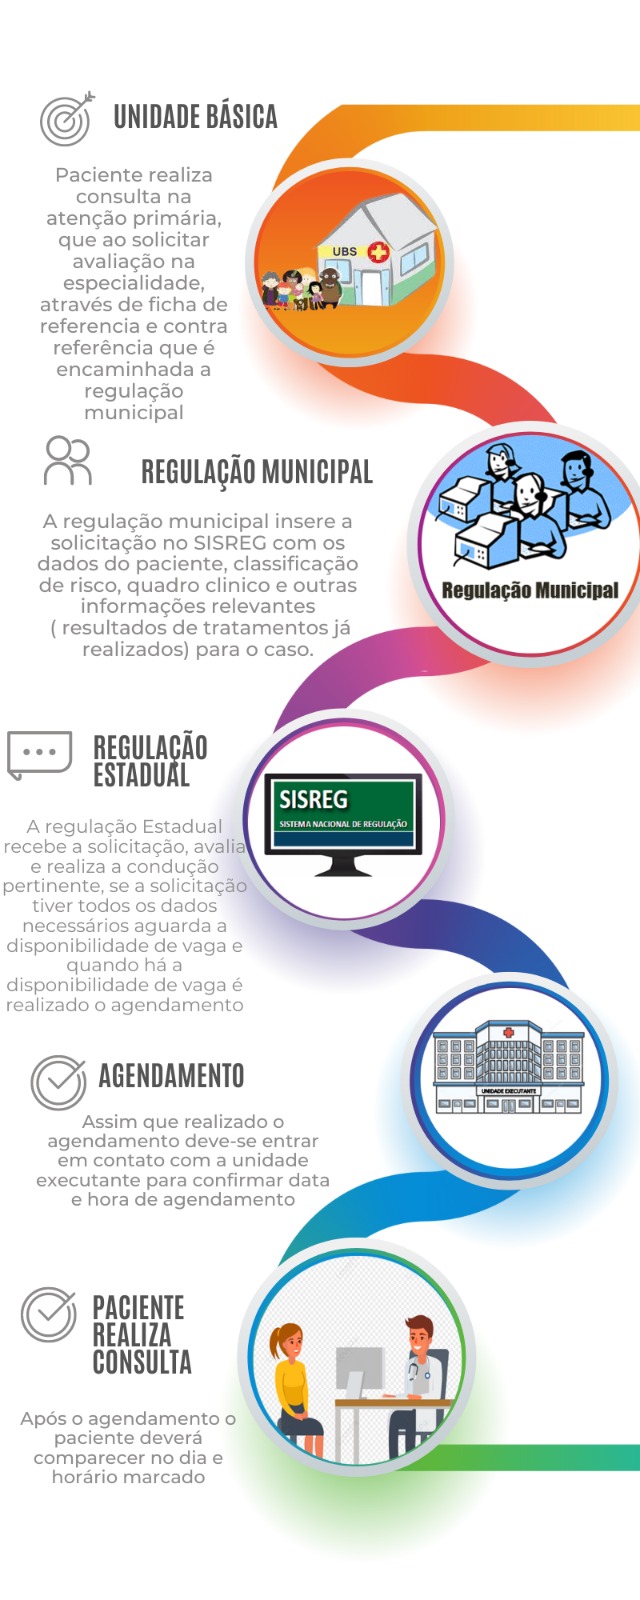 UNIDADE BÁSICA
Paciente realiza
consulta na
atenção primária,
que ao solicitar
avaliação na
especialidade,
através de ficha de
referencia e contra
referência que é
encaminhada a
regulação
municipal
UBS
REGULAÇÃO MUNICIPAL
A regulação municipal insere a
solicitação no SISREG com os
dados do paciente, classificação
de risco, quadro clinico e outras
informações relevantes
( resultados de tratamentos já
realizados) para o caso.
Regulação Municipal
REGULAÇÃO
ESTADUAL
A regulação Estadual
recebe a solicitação, avalia
e realiza a condução
pertinente, se a solicitação
tiver todos os dados
necessários aguarda a
disponibilidade de vaga e
quando há a
disponibilidade de vaga é
realizado o agendamento
SISREG
SISTEMA NACIONAL DE REGULAÇÃO
AGENDAMENTO
Assim que realizado o
agendamento deve-se entrar
em contato com a unidade
executante para confirmar data
e hora de agendamento
UNIDADE EXECUTANTE
PACIENTE
REALIZA
CONSULTA
Após o agendamento o
paciente deverá
comparecer no dia e
horário marcado